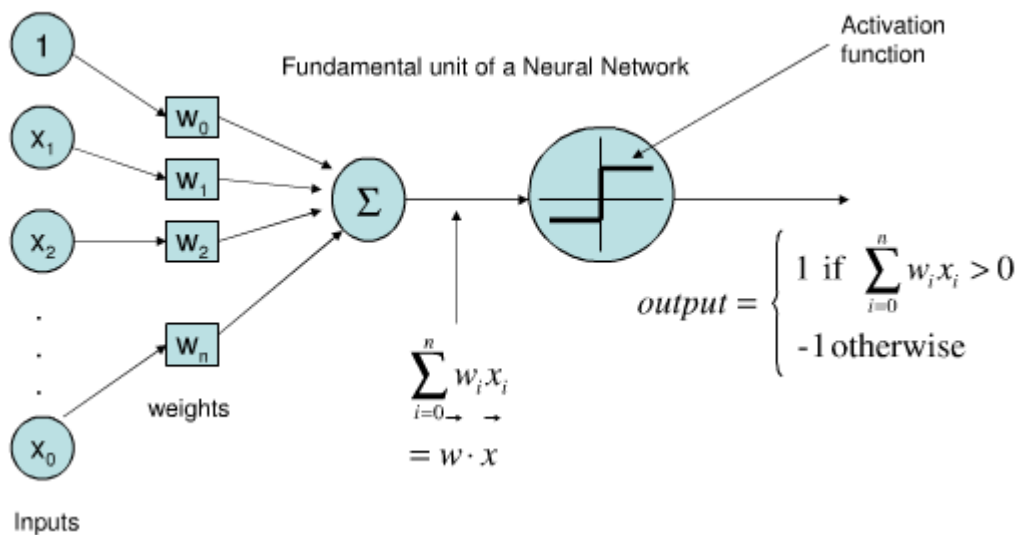 1
Activation
function
Fundamental unit of a Neural Network
w₀
x₁
w₁
Σ
x₂
w₂
.
.
.
wₙ
weights
x₀
Inputs
n
∑ wᵢxᵢ
i=0
= w⃗ · x⃗
output = { 1 if ∑ᵢ₌₀ⁿ wᵢxᵢ > 0
-1 otherwise